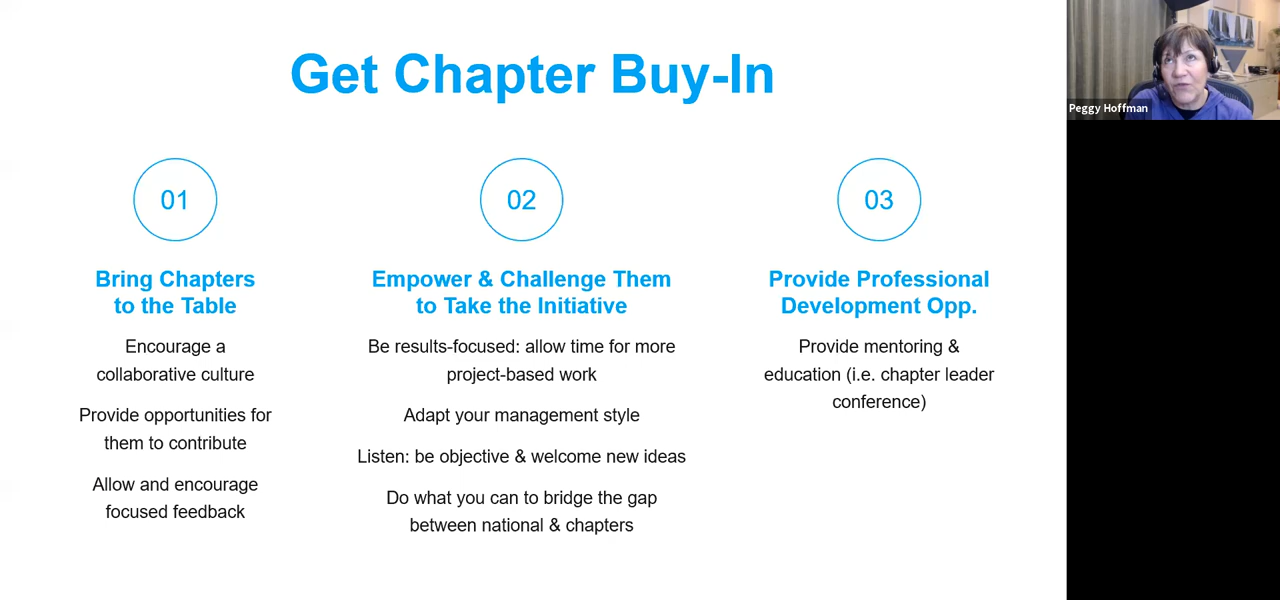 Get Chapter Buy-In
01
Bring Chapters
to the Table
Encourage a
collaborative culture
Provide opportunities for
them to contribute
Allow and encourage
focused feedback
02
Empower & Challenge Them
to Take the Initiative
Be results-focused: allow time for more
project-based work
Adapt your management style
Listen: be objective & welcome new ideas
Do what you can to bridge the gap
between national & chapters
03
Provide Professional
Development Opp.
Provide mentoring &
education (i.e. chapter leader
conference)
Peggy Hoffman